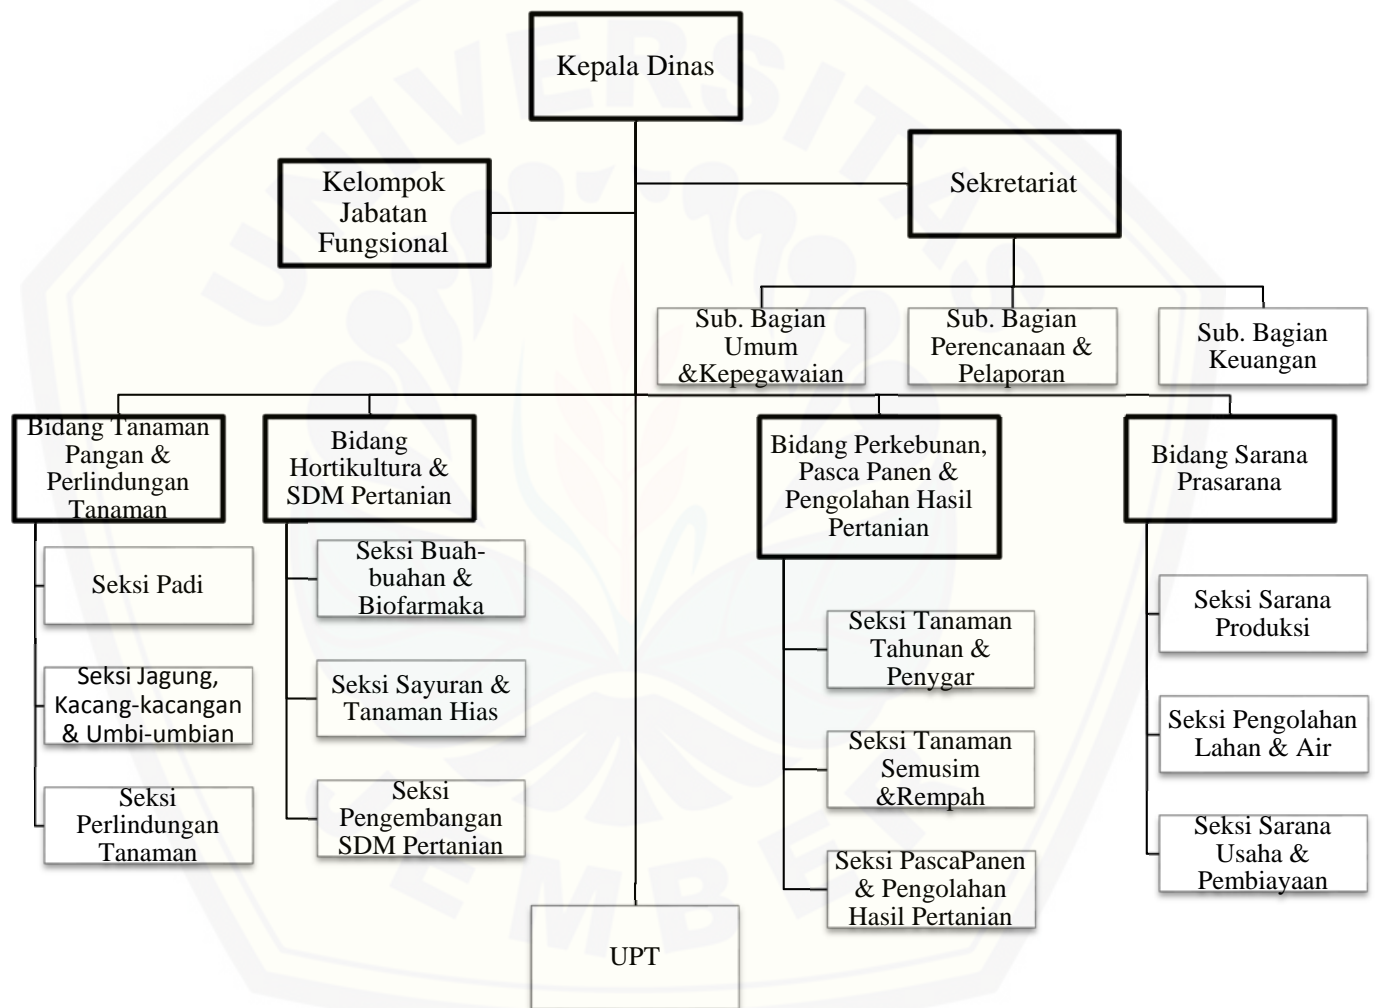 Kepala Dinas
Kelompok
Jabatan
Fungsional
Sekretariat
Sub. Bagian
Umum
&Kepegawaian
Sub. Bagian
Perencanaan &
Pelaporan
Sub. Bagian
Keuangan
Bidang Tanaman
Pangan &
Perlindungan
Tanaman
Bidang
Hortikultura &
SDM Pertanian
Bidang Perkebunan,
Pasca Panen &
Pengolahan Hasil
Pertanian
Bidang Sarana
Prasarana
Seksi Padi
Seksi Jagung,
Kacang-kacangan
& Umbi-umbian
Seksi
Perlindungan
Tanaman
Seksi Buah-
buahan &
Biofarmaka
Seksi Sayuran &
Tanaman Hias
Seksi
Pengembangan
SDM Pertanian
Seksi Tanaman
Tahunan &
Penygar
Seksi Tanaman
Semusim
&Rempah
Seksi PascaPanen
& Pengolahan
Hasil Pertanian
Seksi Sarana
Produksi
Seksi Pengolahan
Lahan & Air
Seksi Sarana
Usaha &
Pembiayaan
UPT
UNIVERSITAS
JEMBER